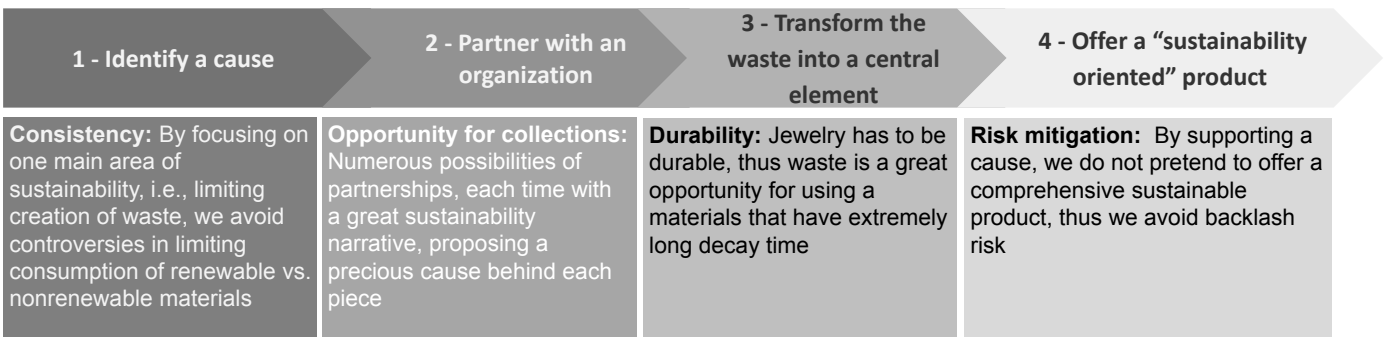 1 - Identify a cause
2 - Partner with an
organization
3 - Transform the
waste into a central
element
4 - Offer a “sustainability
oriented” product
Consistency: By focusing on
one main area of
sustainability, i.e., limiting
creation of waste, we avoid
controversies in limiting
consumption of renewable vs.
nonrenewable materials
Opportunity for collections:
Numerous possibilities of
partnerships, each time with
a great sustainability
narrative, proposing a
precious cause behind each
piece
Durability: Jewelry has to be
durable, thus waste is a great
opportunity for using a
materials that have extremely
long decay time
Risk mitigation: By supporting a
cause, we do not pretend to offer a
comprehensive sustainable
product, thus we avoid backlash
risk